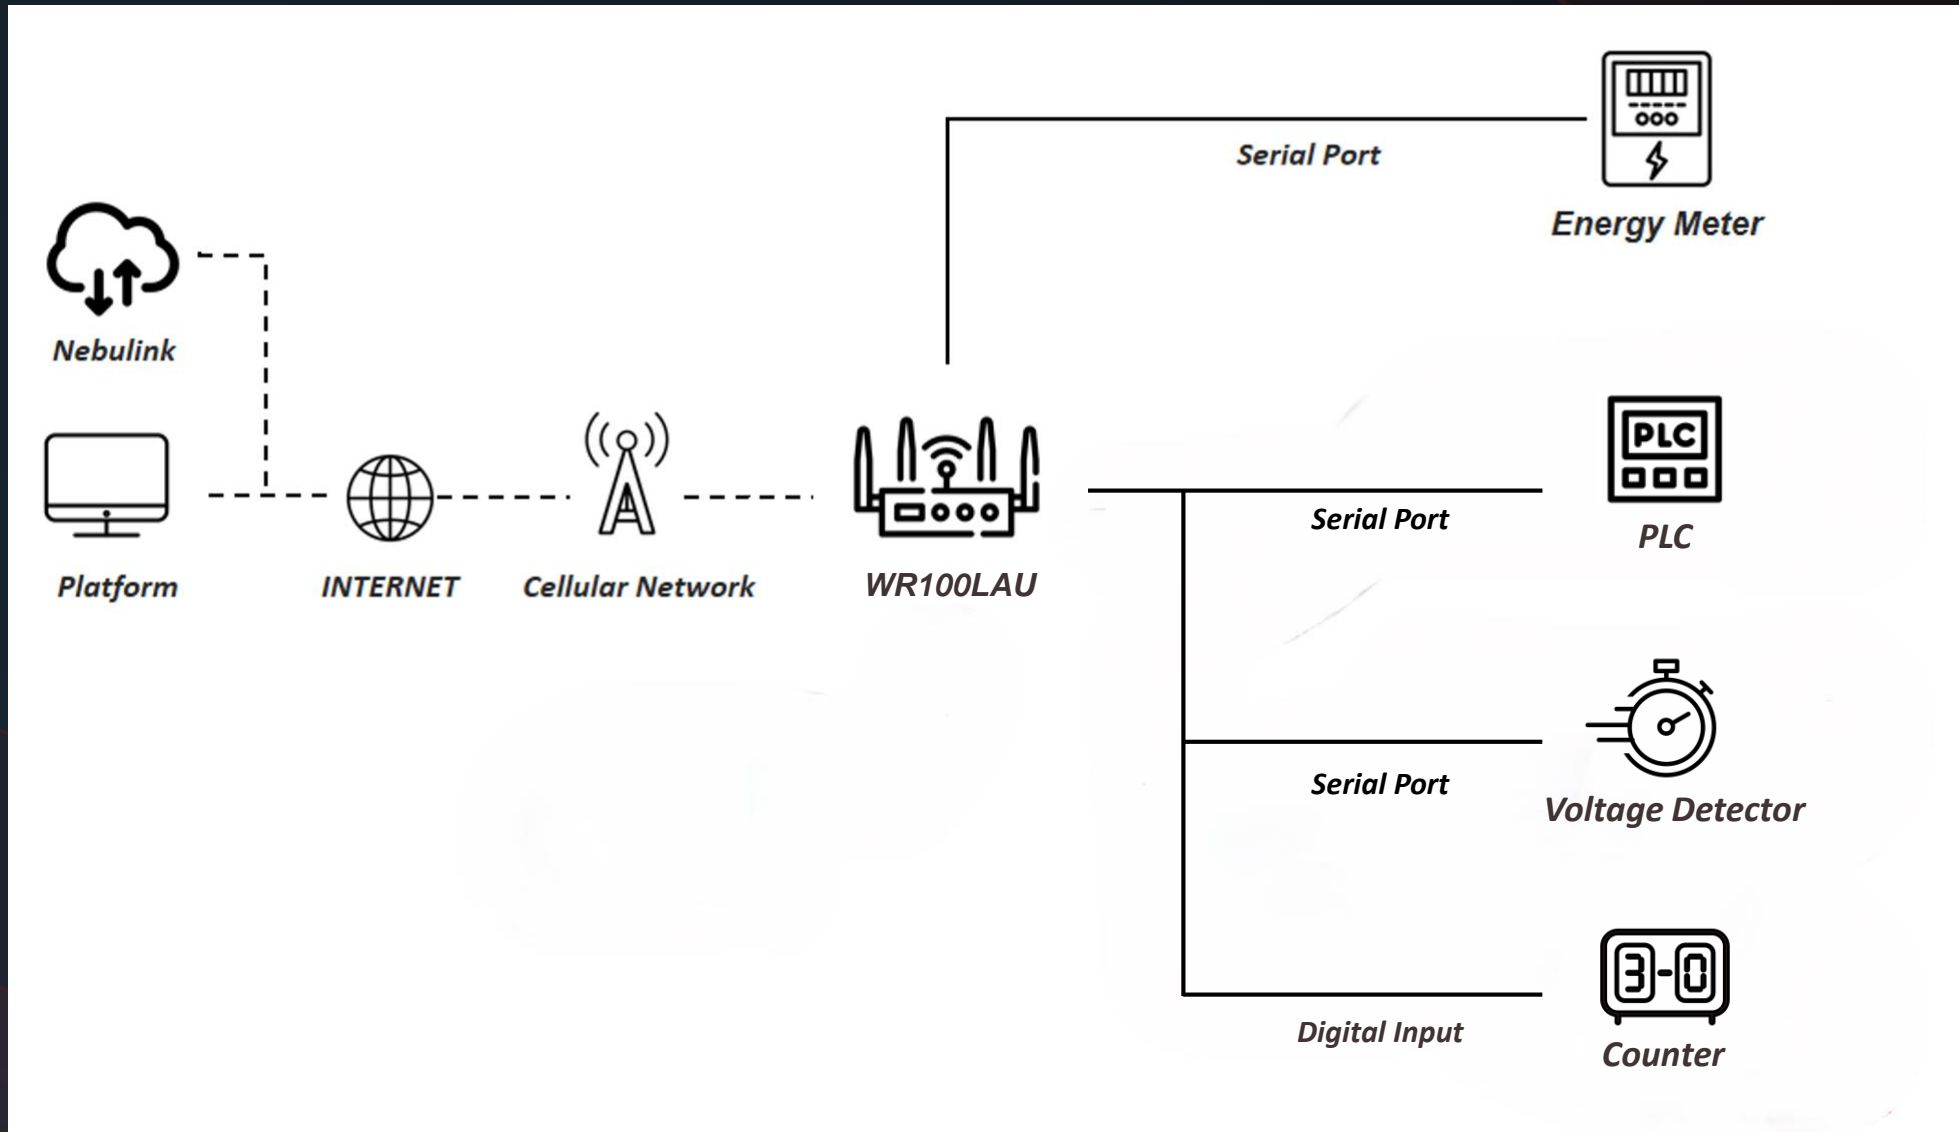 Serial Port
Energy Meter
Nebulink
Platform
INTERNET
Cellular Network
WR100LAU
PLC
Serial Port
PLC
Serial Port
Voltage Detector
3-0
Digital Input
Counter